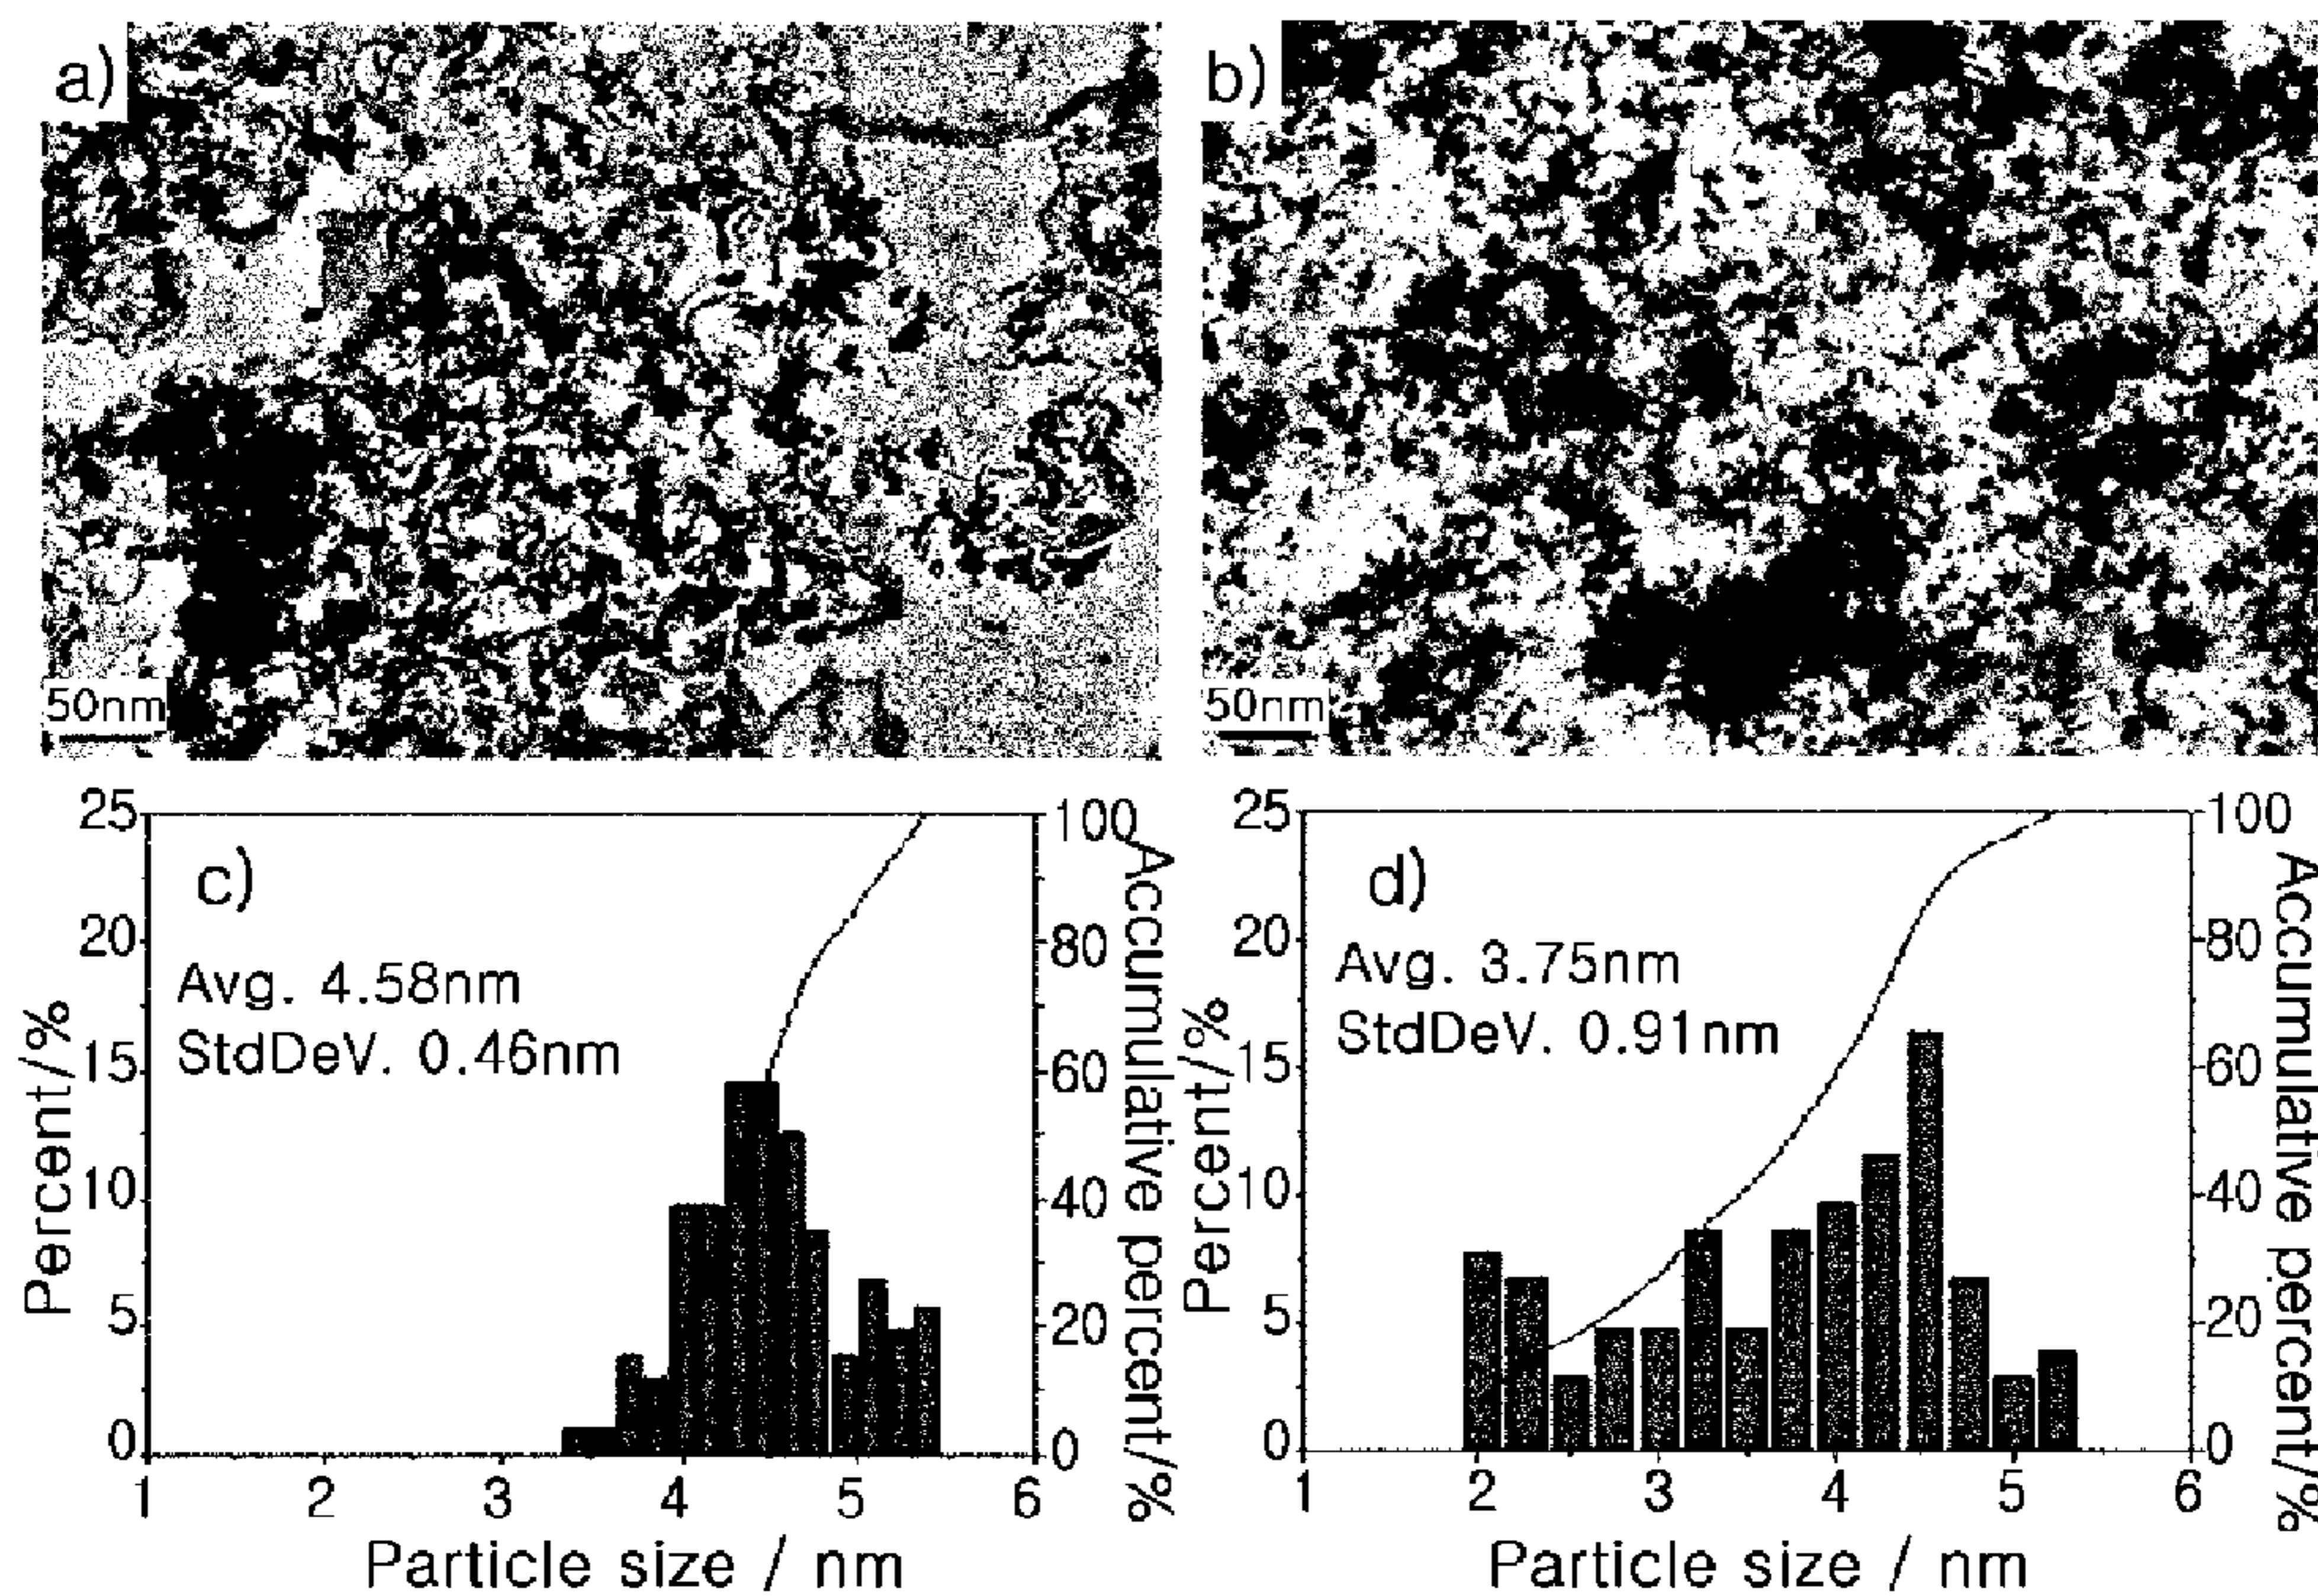 a)
b)
50nm
50nm
c)
Avg. 4.58nm
StdDeV. 0.46nm
Percent/%
25
20
15
10
5
0
100
80
60
40
20
0
Accumulative percent/%
1 2 3 4 5 6
Particle size / nm
d)
Avg. 3.75nm
StdDeV. 0.91nm
Percent/%
25
20
15
10
5
0
100
80
60
40
20
0
Accumulative percent/%
1 2 3 4 5 6
Particle size / nm